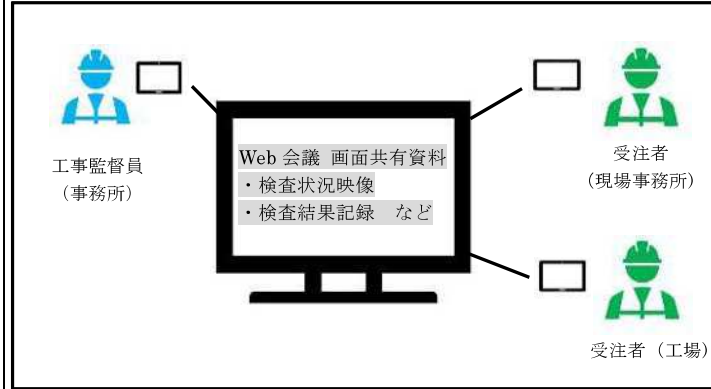 工事監督員
（事務所）
Web 会議 画面共有資料
・検査状況映像
・検査結果記録　など
受注者
（現場事務所）
受注者（工場）